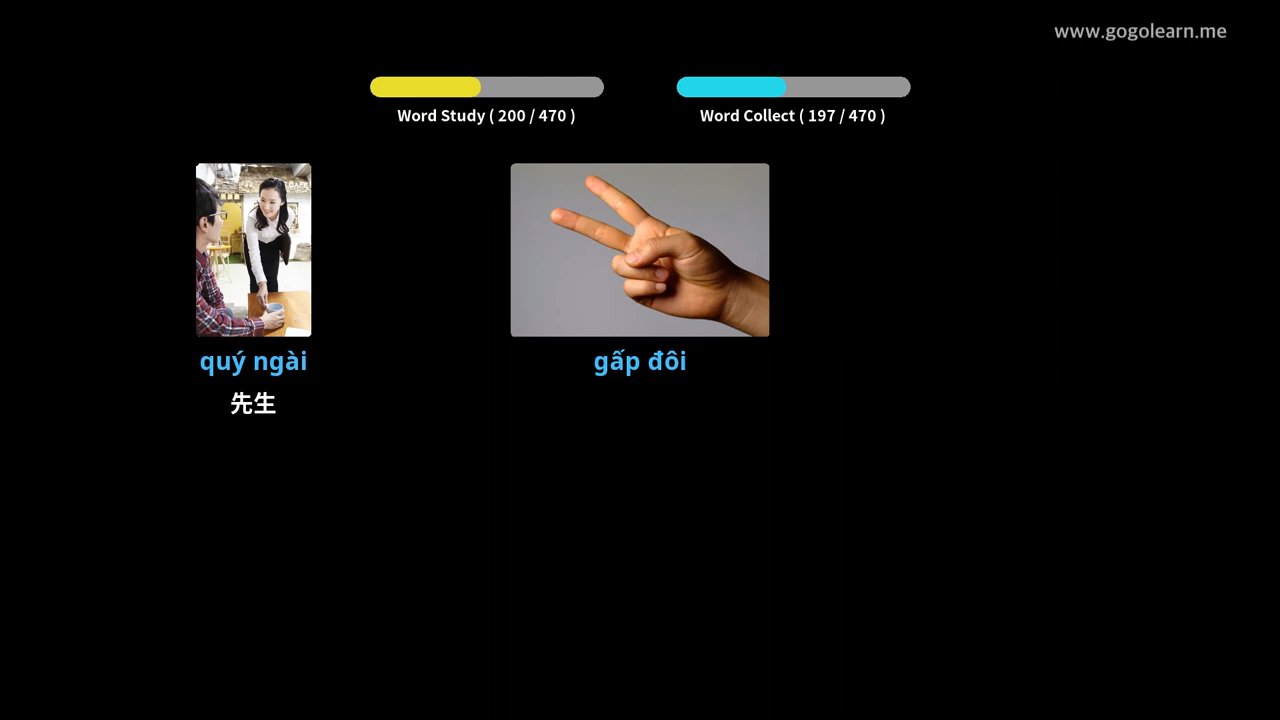 www.gogolearn.me
Word Study ( 200 / 470 )
Word Collect ( 197 / 470 )
quý ngài
gấp đôi
先生